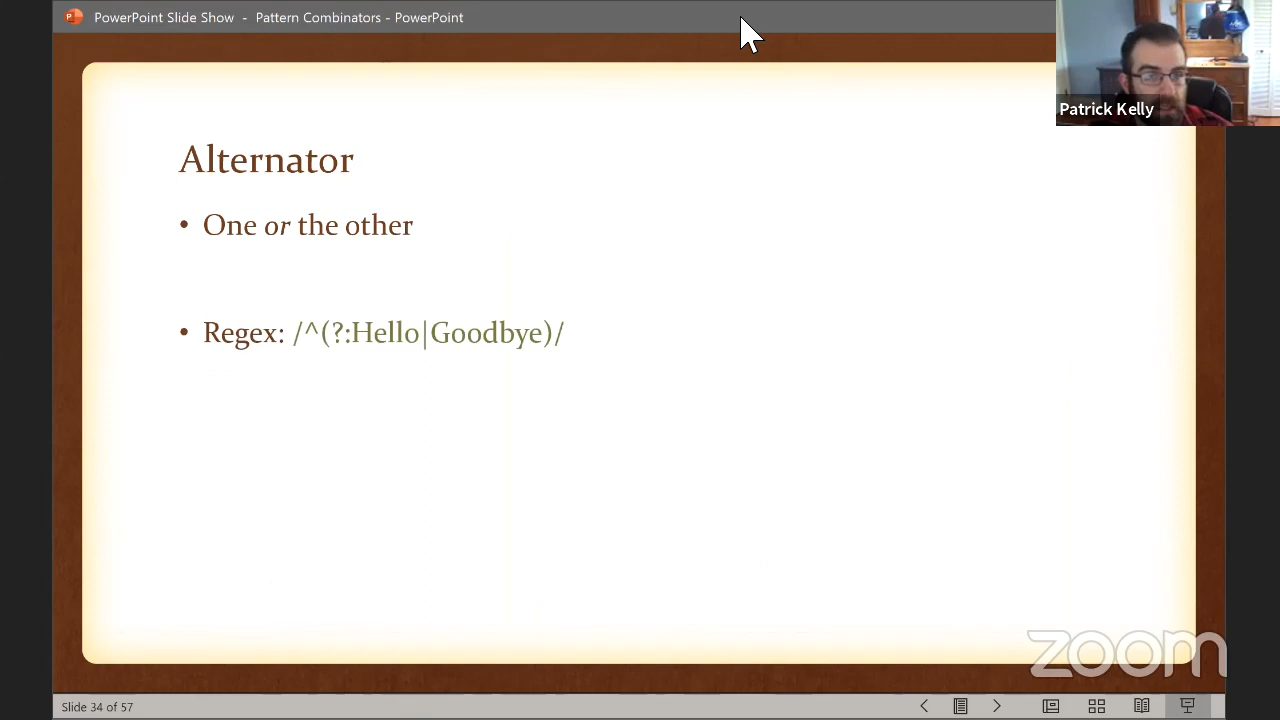 PowerPoint Slide Show - Pattern Combinators - PowerPoint
Patrick Kelly
Alternator
• One or the other
• Regex: /^(?:Hello|Goodbye)/
zoom
Slide 34 of 57